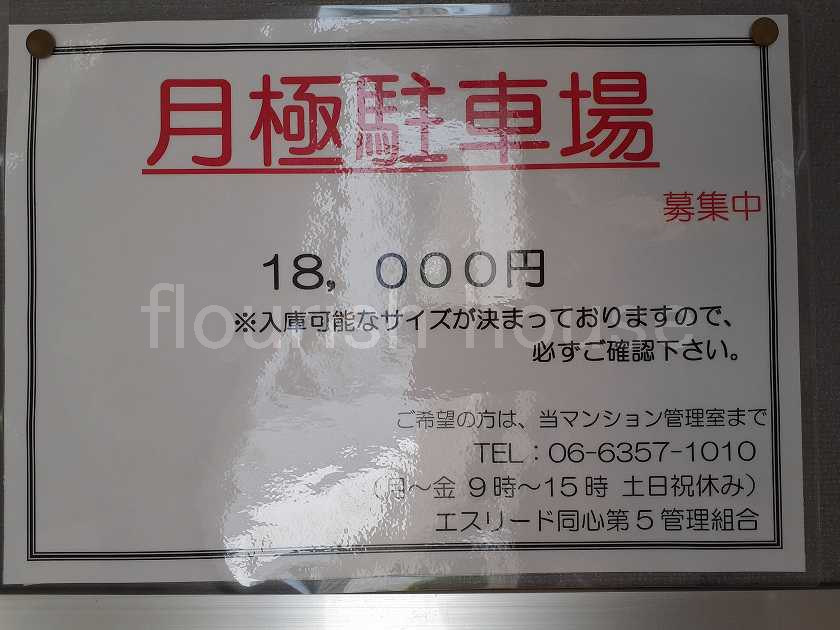 月極駐車場
募集中
18，000円
flourish house
※入庫可能なサイズが決まっておりますので、
必ずご確認下さい。
ご希望の方は、当マンション管理室まで
TEL：06-6357-1010
（月～金 9時～15時 土日祝休み）
エスリード同心第5管理組合